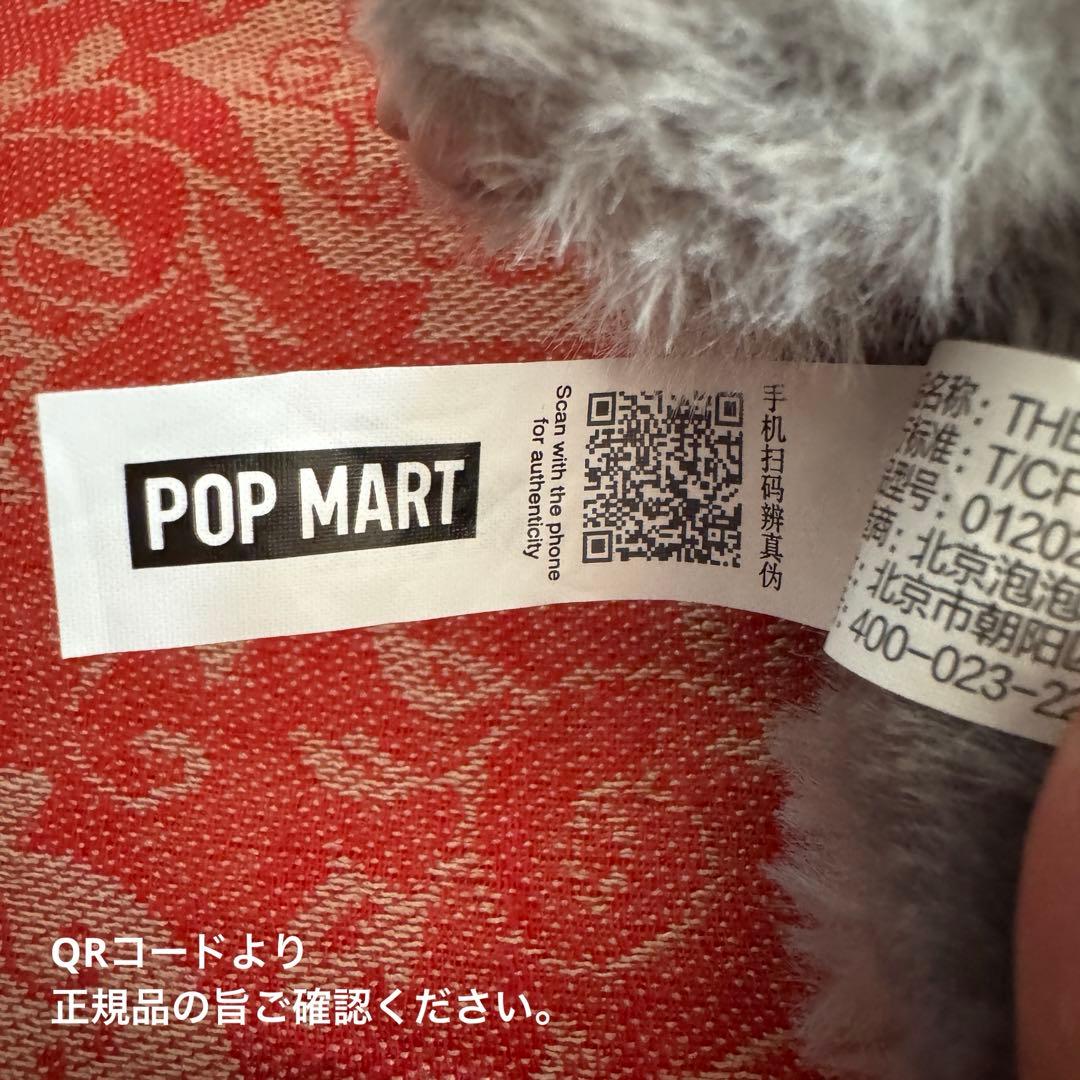 POP MART
Scan with the phone
for authenticity
手机扫码辨真伪
名称：THE
标准：T/CP
型号：01202
商：北京泡泡
：北京市朝阳
：400-023-22
QRコードより
正規品の旨ご確認ください。